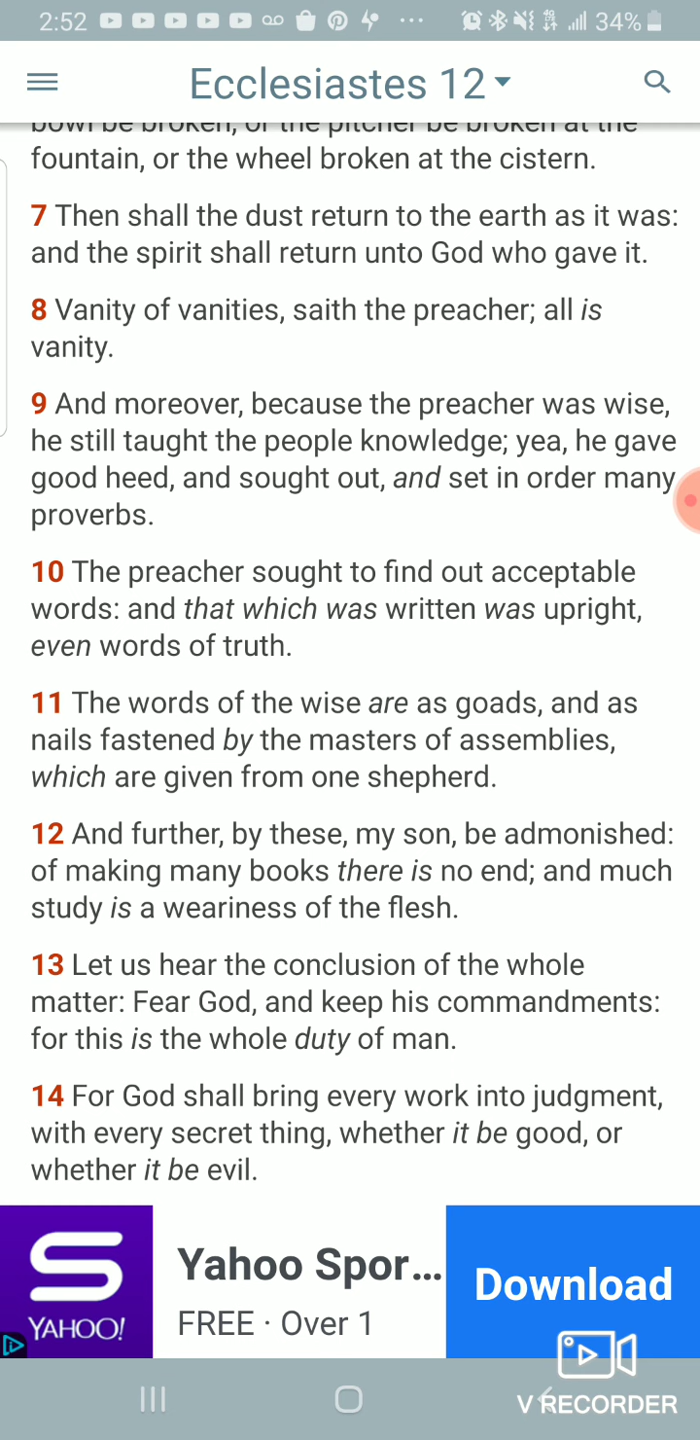 2:52
34%
Ecclesiastes 12
bowl be broken, or the pitcher be broken at the
fountain, or the wheel broken at the cistern.
7 Then shall the dust return to the earth as it was:
and the spirit shall return unto God who gave it.
8 Vanity of vanities, saith the preacher; all is
vanity.
9 And moreover, because the preacher was wise,
he still taught the people knowledge; yea, he gave
good heed, and sought out, and set in order many
proverbs.
10 The preacher sought to find out acceptable
words: and that which was written was upright,
even words of truth.
11 The words of the wise are as goads, and as
nails fastened by the masters of assemblies,
which are given from one shepherd.
12 And further, by these, my son, be admonished:
of making many books there is no end; and much
study is a weariness of the flesh.
13 Let us hear the conclusion of the whole
matter: Fear God, and keep his commandments:
for this is the whole duty of man.
14 For God shall bring every work into judgment,
with every secret thing, whether it be good, or
whether it be evil.
S
YAHOO!
Yahoo Spor...
FREE · Over 1
Download
V RECORDER